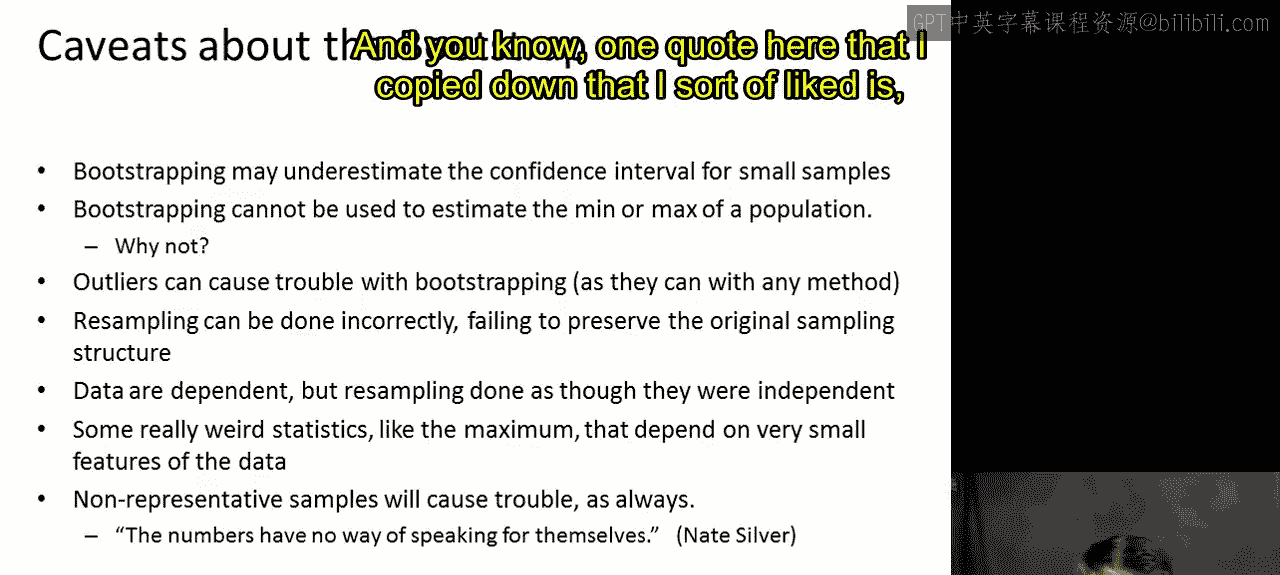 GPT中英字幕课程资源@bilibili.com
Caveats about th
And you know, one quote here that I
copied down that I sort of liked is,
• Bootstrapping may underestimate the confidence interval for small samples
• Bootstrapping cannot be used to estimate the min or max of a population.
– Why not?
• Outliers can cause trouble with bootstrapping (as they can with any method)
• Resampling can be done incorrectly, failing to preserve the original sampling
structure
• Data are dependent, but resampling done as though they were independent
• Some really weird statistics, like the maximum, that depend on very small
features of the data
• Non-representative samples will cause trouble, as always.
– “The numbers have no way of speaking for themselves.” (Nate Silver)